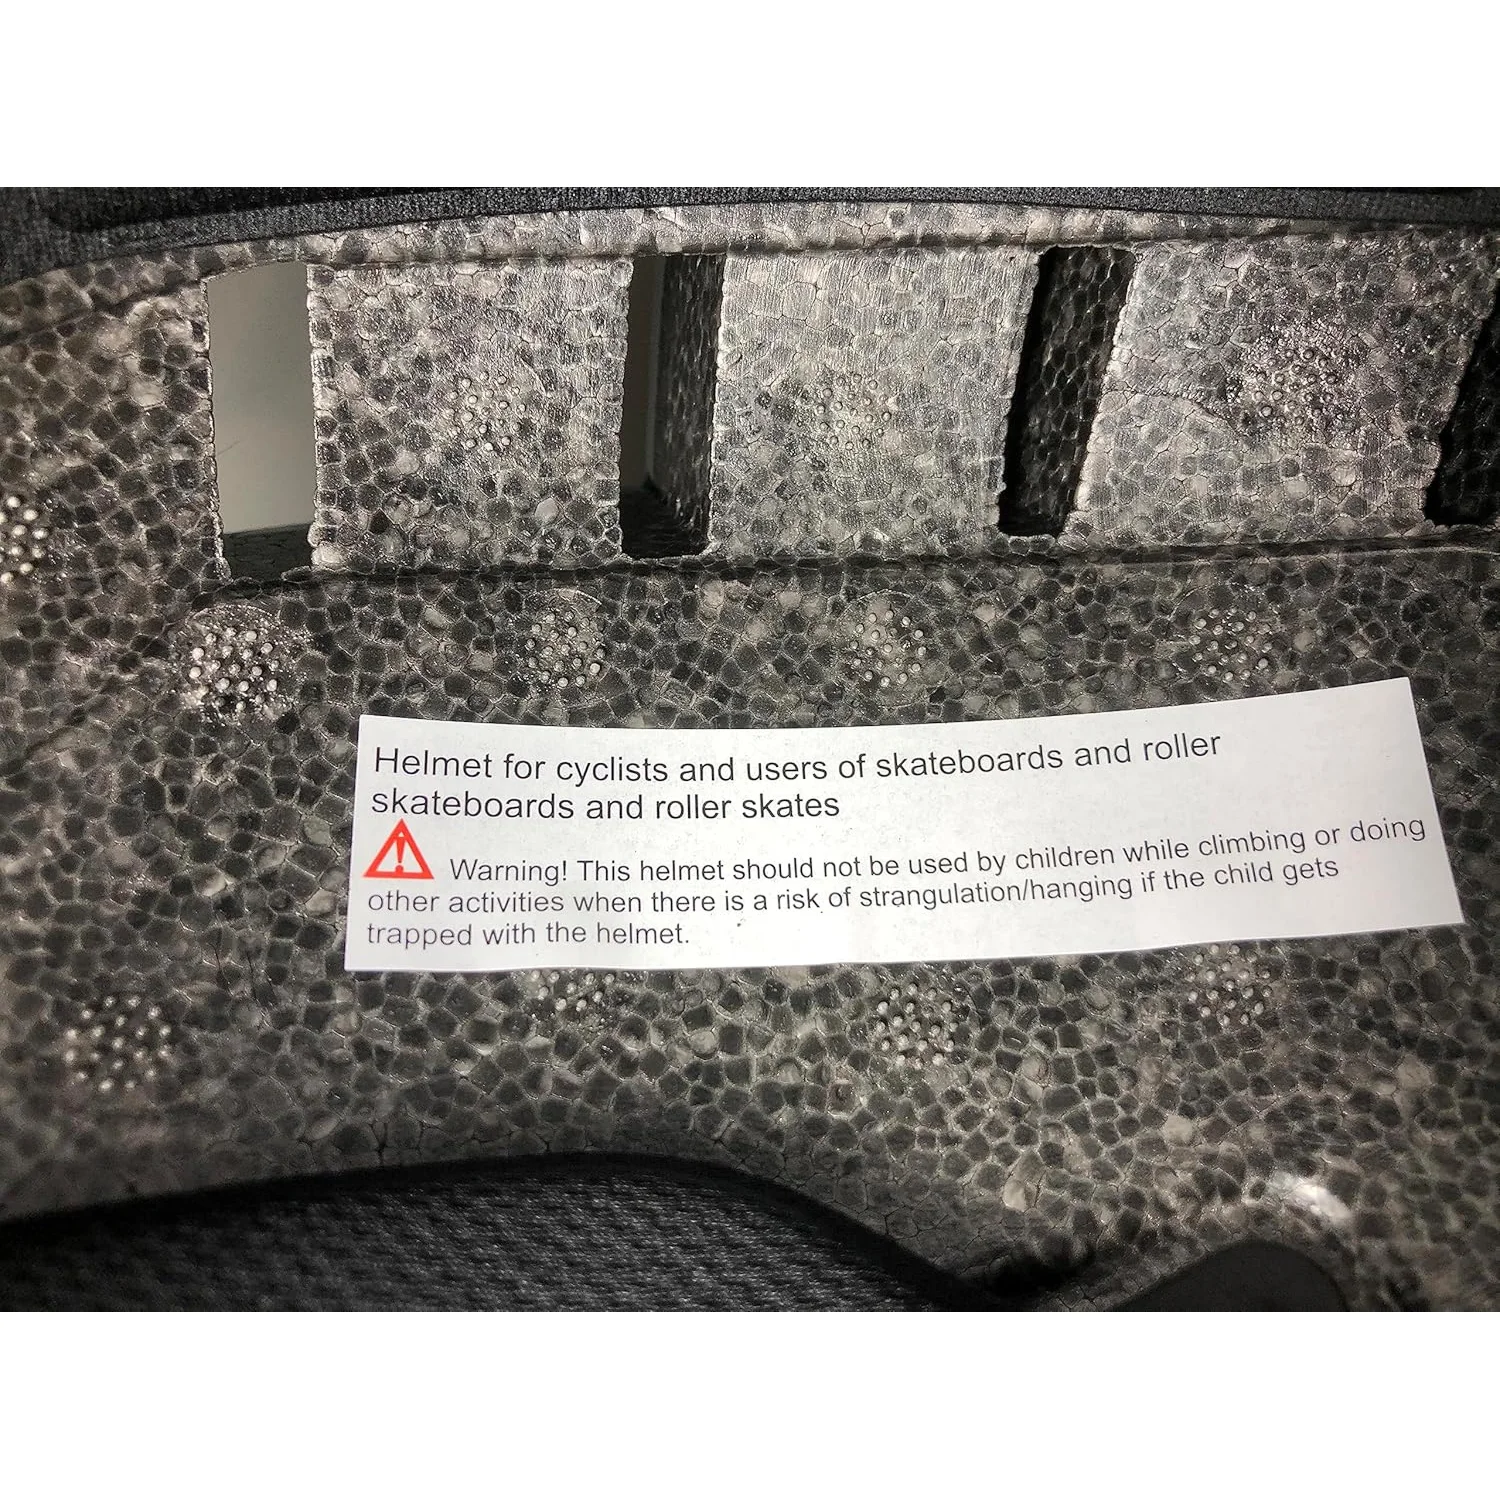 Helmet for cyclists and users of skateboards and roller
skateboards and roller skates
Warning! This helmet should not be used by children while climbing or doing
other activities when there is a risk of strangulation/hanging if the child gets
trapped with the helmet.